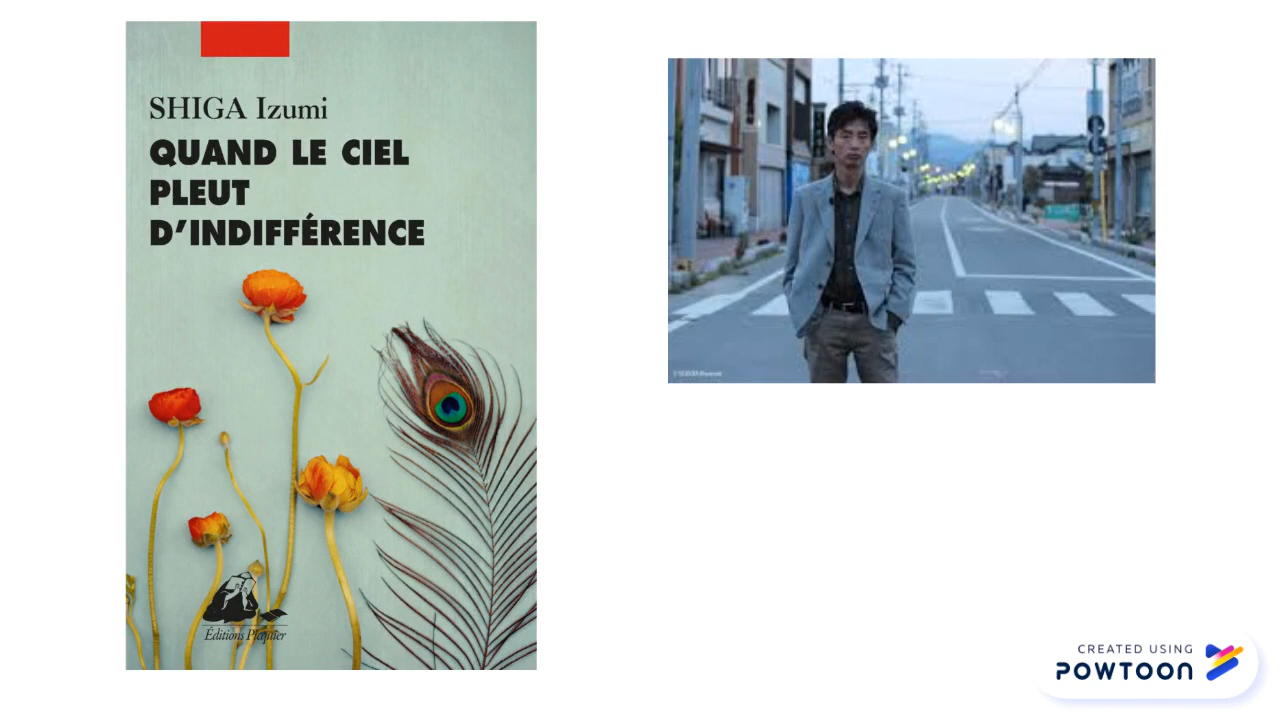 SHIGA Izumi
QUAND LE CIEL
PLEUT
D’INDIFFÉRENCE
Éditions Picquier
CREATED USING
POWTOON